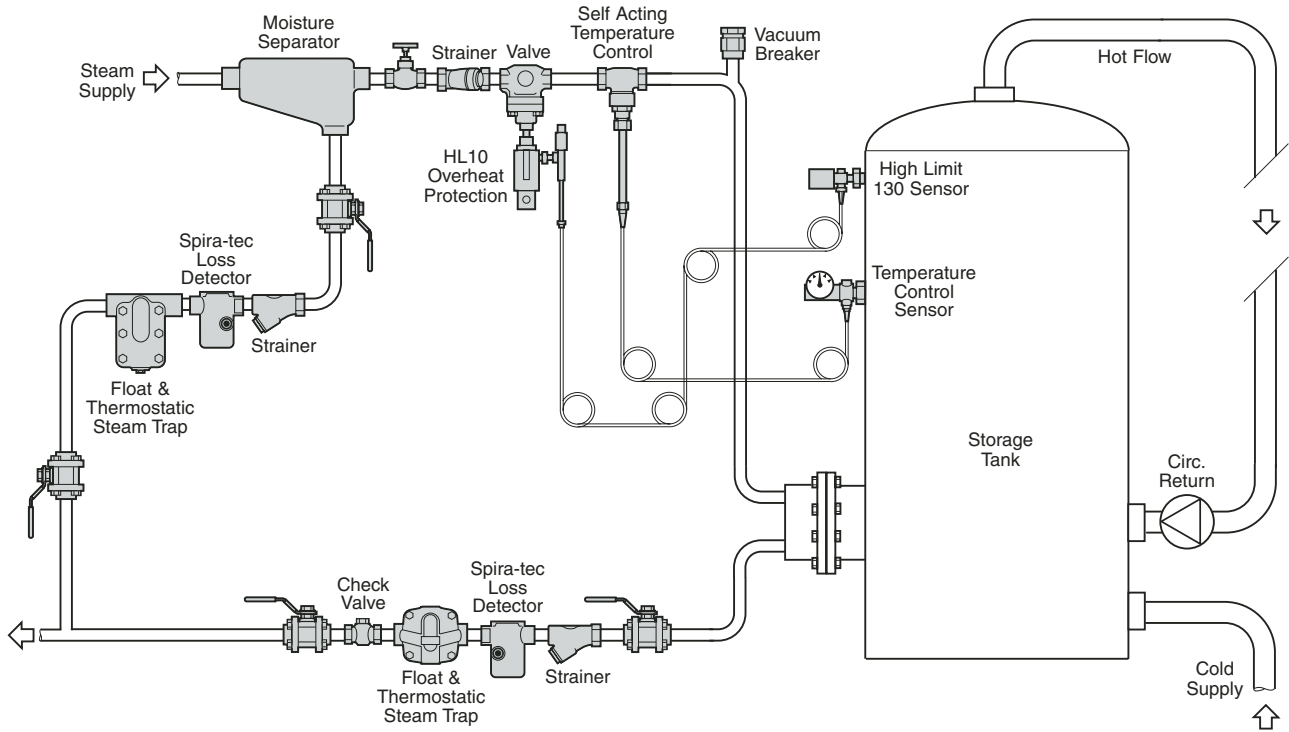 Moisture
Separator
Steam
Supply
Strainer
Valve
Self Acting
Temperature
Control
Vacuum
Breaker
Hot Flow
HL10
Overheat
Protection
High Limit
130 Sensor
Spira-tec
Loss
Detector
Strainer
Temperature
Control
Sensor
Float &
Thermostatic
Steam Trap
Storage
Tank
Circ.
Return
Check
Valve
Spira-tec
Loss
Detector
Float &
Thermostatic
Steam Trap
Strainer
Cold
Supply